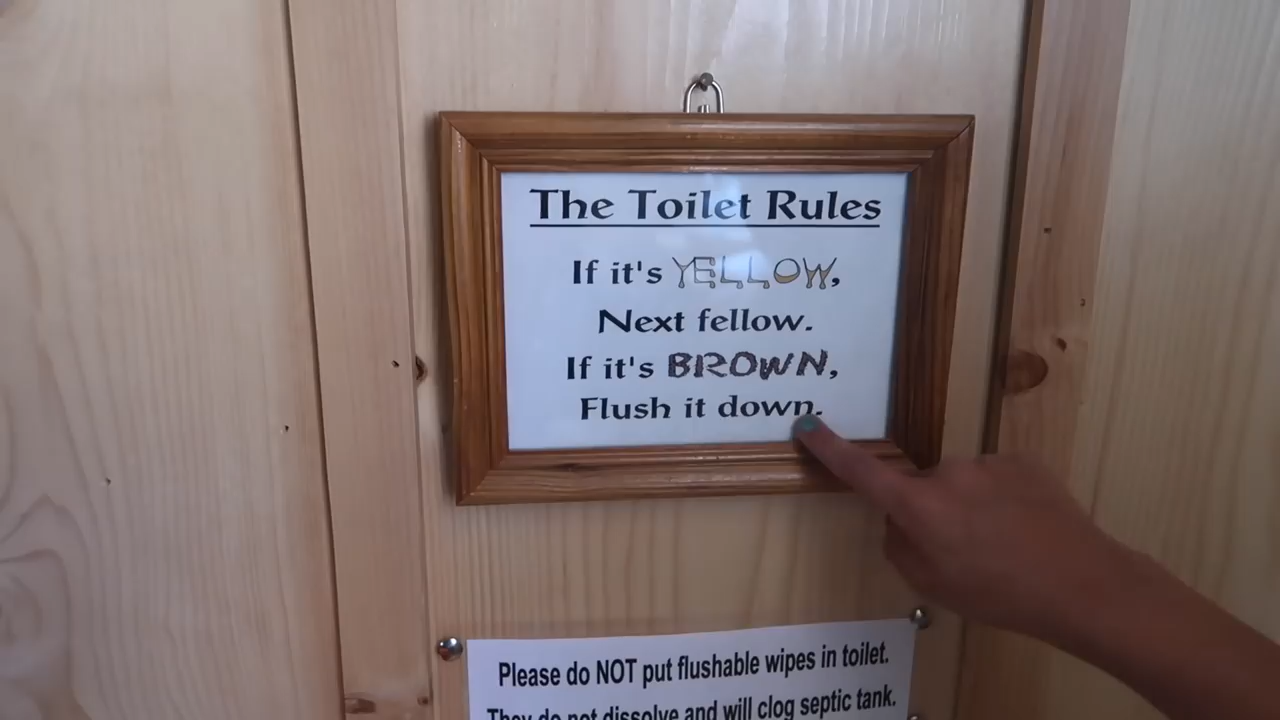 The Toilet Rules
If it's YELLOW,
Next fellow.
If it's BROWN,
Flush it down.
Please do NOT put flushable wipes in toilet.
They do not dissolve and will clog septic tank.